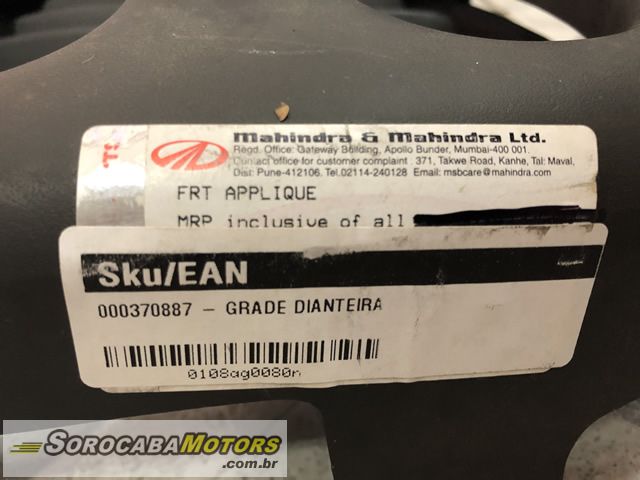 Mahindra & Mahindra Ltd.
Regd. Office: Gateway Building, Apollo Bunder, Mumbai-400 001.
Contact office for customer complaint : 371, Takwe Road, Kanhe, Tal: Maval,
Dist: Pune-412106. Tel.02114-240128 Email: msbcare@mahindra.com
FRT APPLIQUE
MRP inclusive of all
Sku/EAN
000370887 - GRADE DIANTEIRA
0108ag0080n
SOROCABAMOTORS
.com.br